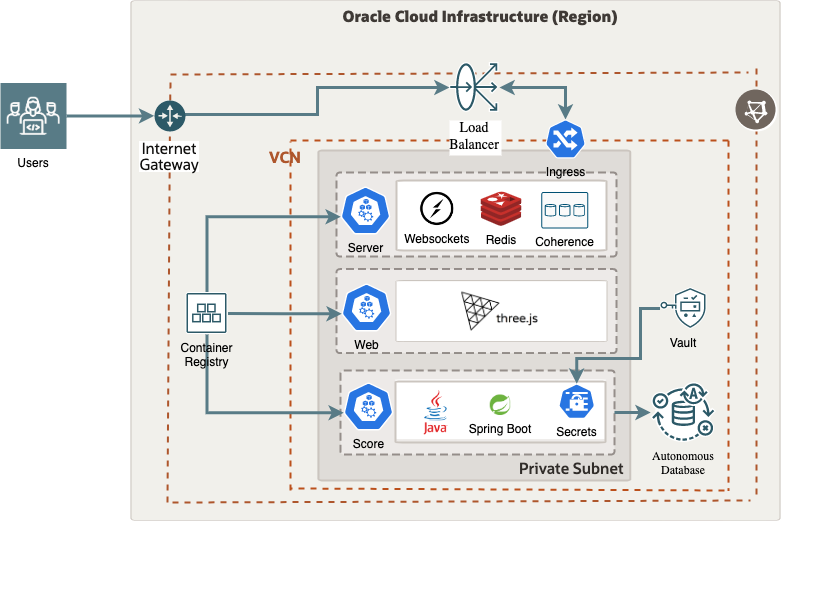 Oracle Cloud Infrastructure (Region)
Users
Internet
Gateway
Load
Balancer
VCN
Ingress
Server
Websockets
Redis
Coherence
Container
Registry
Web
three.js
Vault
Score
Java
Spring Boot
Secrets
A
Autonomous
Database
Private Subnet